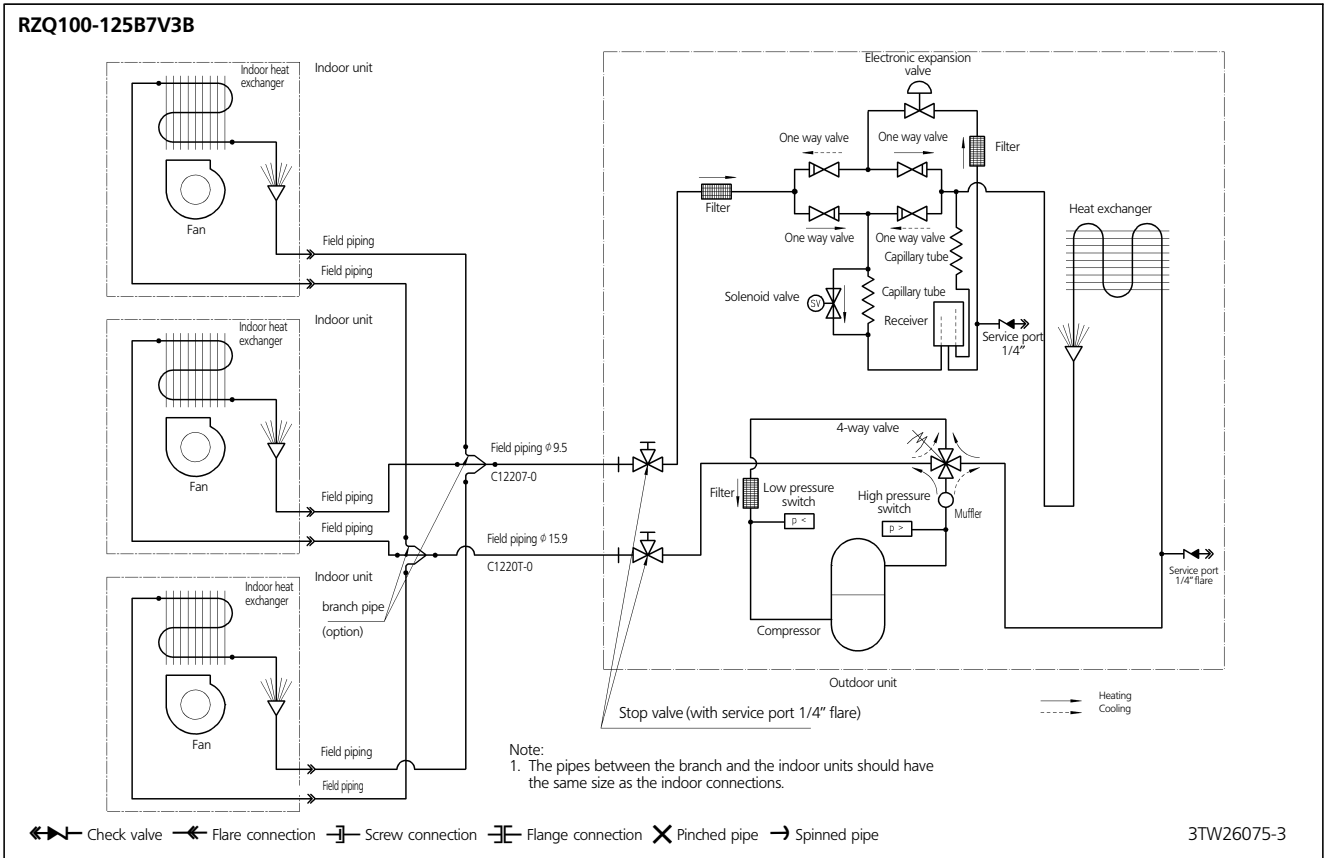 RZQ100-125B7V3B
Indoor heat
exchanger
Indoor unit
Fan
Field piping
Field piping
Indoor heat
exchanger
Indoor unit
Fan
Field piping
Field piping
Indoor heat
exchanger
Indoor unit
Fan
Field piping
Field piping
branch pipe
(option)
Field piping ϕ 9.5
C12207-0
Field piping ϕ 15.9
C1220T-0
Electronic expansion
valve
One way valve
One way valve
Filter
Filter
One way valve
One way valve
Capillary tube
Solenoid valve
SV
Capillary tube
Receiver
Service port
1/4"
Heat exchanger
4-way valve
Filter
Low pressure
switch
p <
High pressure
switch
p >
Muffler
Compressor
Service port
1/4" flare
Outdoor unit
Stop valve (with service port 1/4" flare)
Heating
Cooling
Note:
1. The pipes between the branch and the indoor units should have
the same size as the indoor connections.
Check valve Flare connection Screw connection Flange connection Pinched pipe Spinned pipe
3TW26075-3